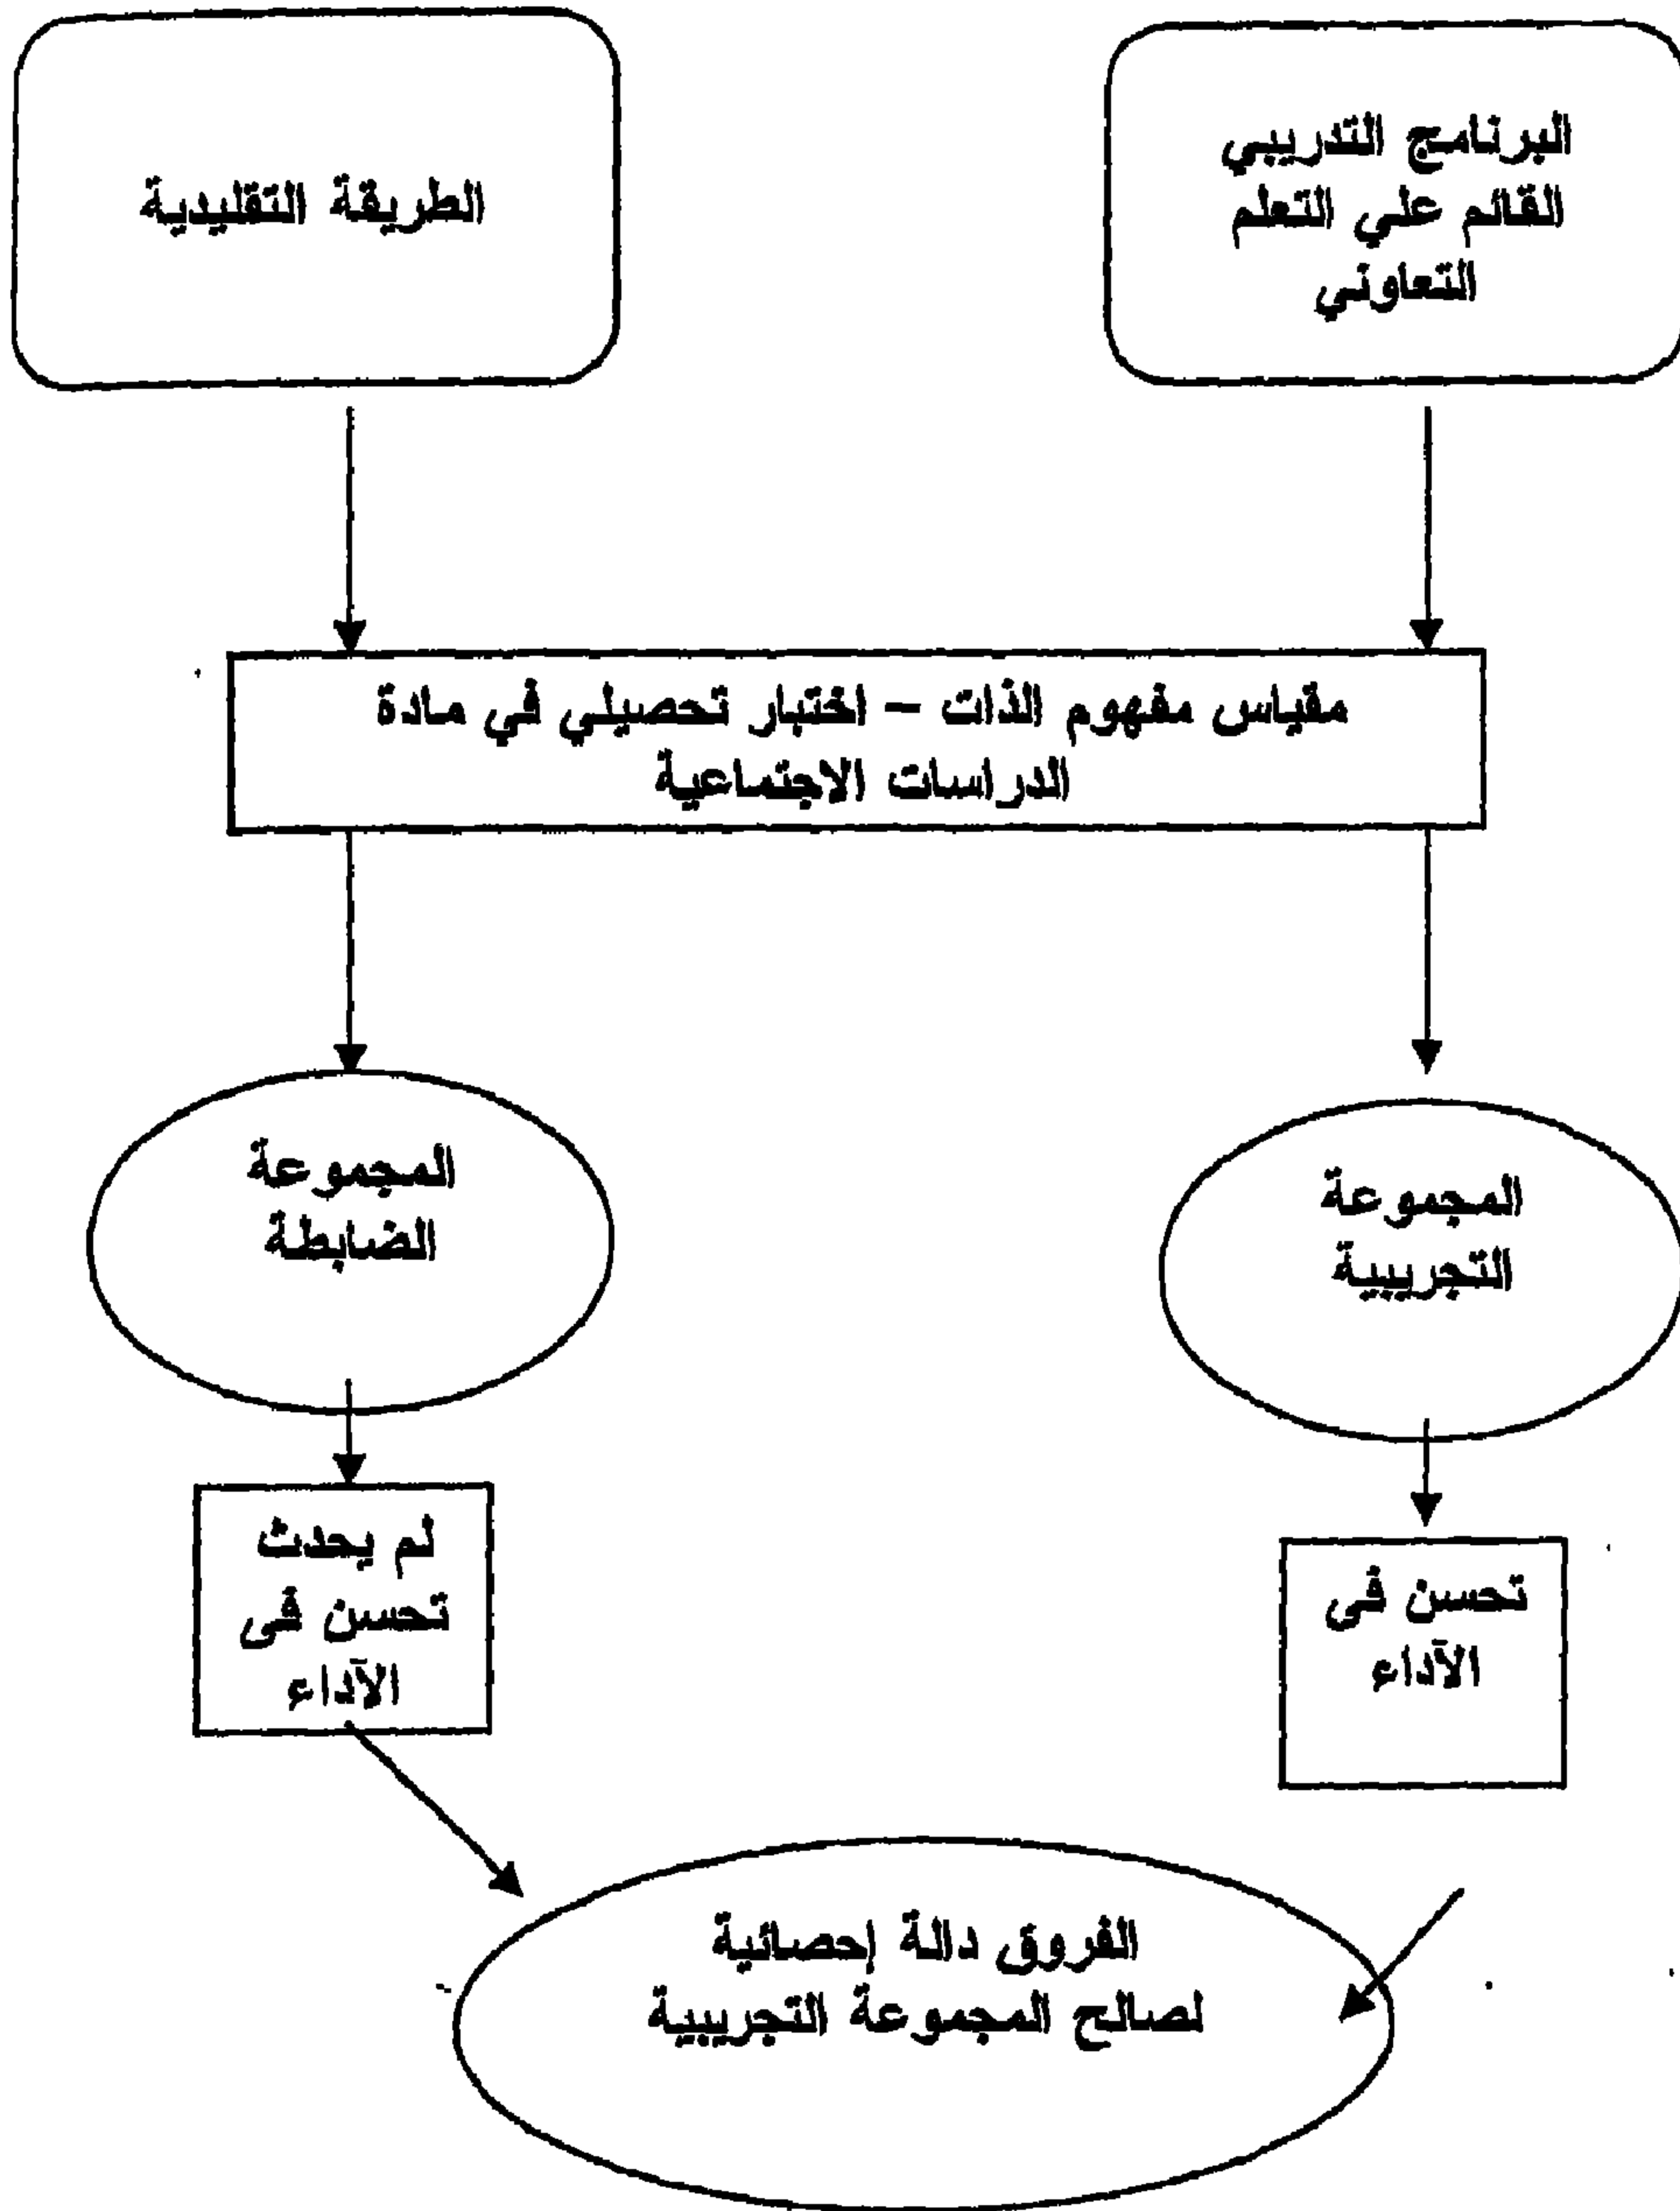 البرنامج التدريبي
القائم علي التعلم
التعاوني
الطريقة التقليدية
مقياس مفهوم الذات – اختبار تحصيلي في مادة
الدراسات الاجتماعية
المجموعة
التجريبية
المجموعة
الضابطة
تحسن في
الآداء
لم يحدث
تحسن فى
الآداء
الفروق دالة إحصائية
لصالح المجموعة التجريبية